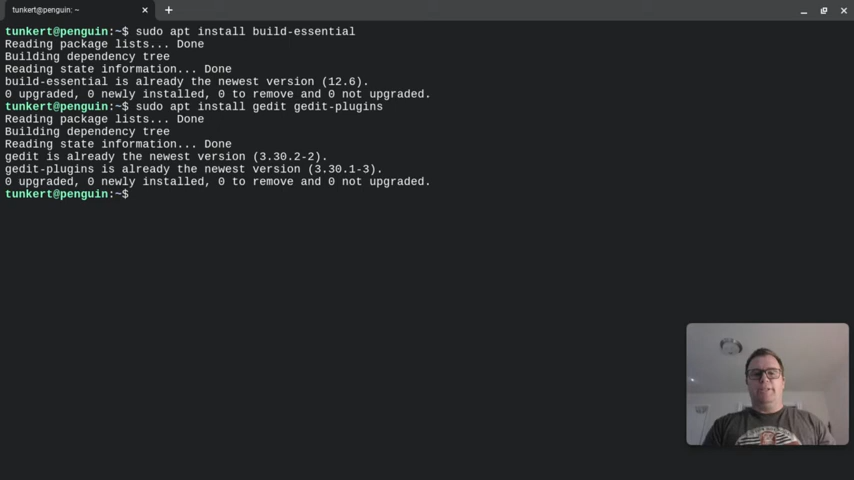 tunkert@penguin: ~
tunkert@penguin:~$ sudo apt install build-essential
Reading package lists... Done
Building dependency tree
Reading state information... Done
build-essential is already the newest version (12.6).
0 upgraded, 0 newly installed, 0 to remove and 0 not upgraded.
tunkert@penguin:~$ sudo apt install gedit gedit-plugins
Reading package lists... Done
Building dependency tree
Reading state information... Done
gedit is already the newest version (3.30.2-2).
gedit-plugins is already the newest version (3.30.1-3).
0 upgraded, 0 newly installed, 0 to remove and 0 not upgraded.
tunkert@penguin:~$